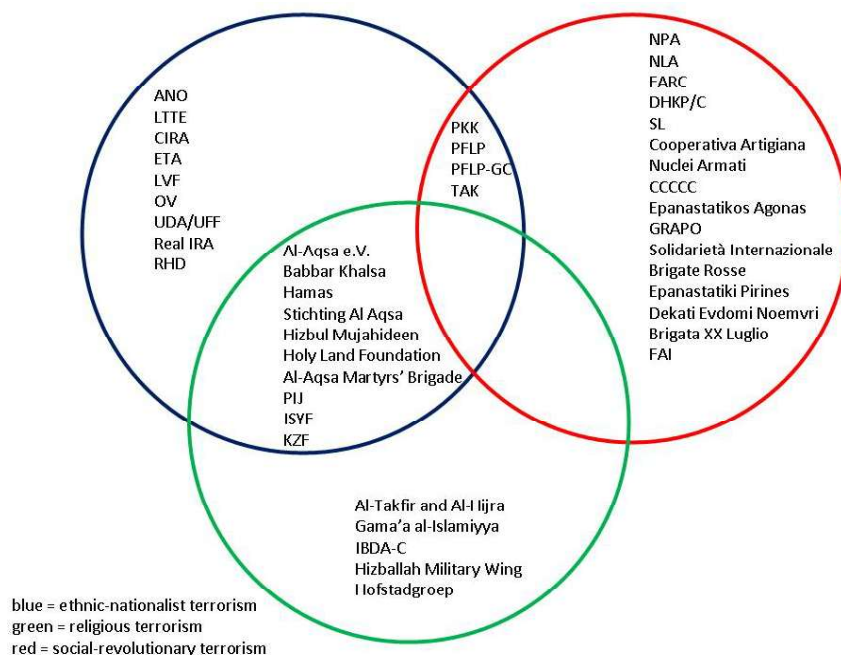 ANO
LTTE
CIRA
ETA
LVF
OV
UDA/UFF
Real IRA
RHD
PKK
PFLP
PFLP-GC
TAK
NPA
NLA
FARC
DHKP/C
SL
Cooperativa Artigiana
Nuclei Armati
CCCCC
Epanastatikos Agonas
GRAPO
Solidarietà Internazionale
Brigate Rosse
Epanastatiki Pirines
Dekati Evdomi Noemvri
Brigata XX Luglio
FAI
Al-Aqsa e.V.
Babbar Khalsa
Hamas
Stichting Al Aqsa
Hizbul Mujahideen
Holy Land Foundation
Al-Aqsa Martyrs' Brigade
PIJ
ISYF
KZF
Al-Takfir and Al-Hijra
Gama'a al-Islamiyya
IBDA-C
Hizballah Military Wing
Hofstadgroep
blue = ethnic-nationalist terrorism
green = religious terrorism
red = social-revolutionary terrorism